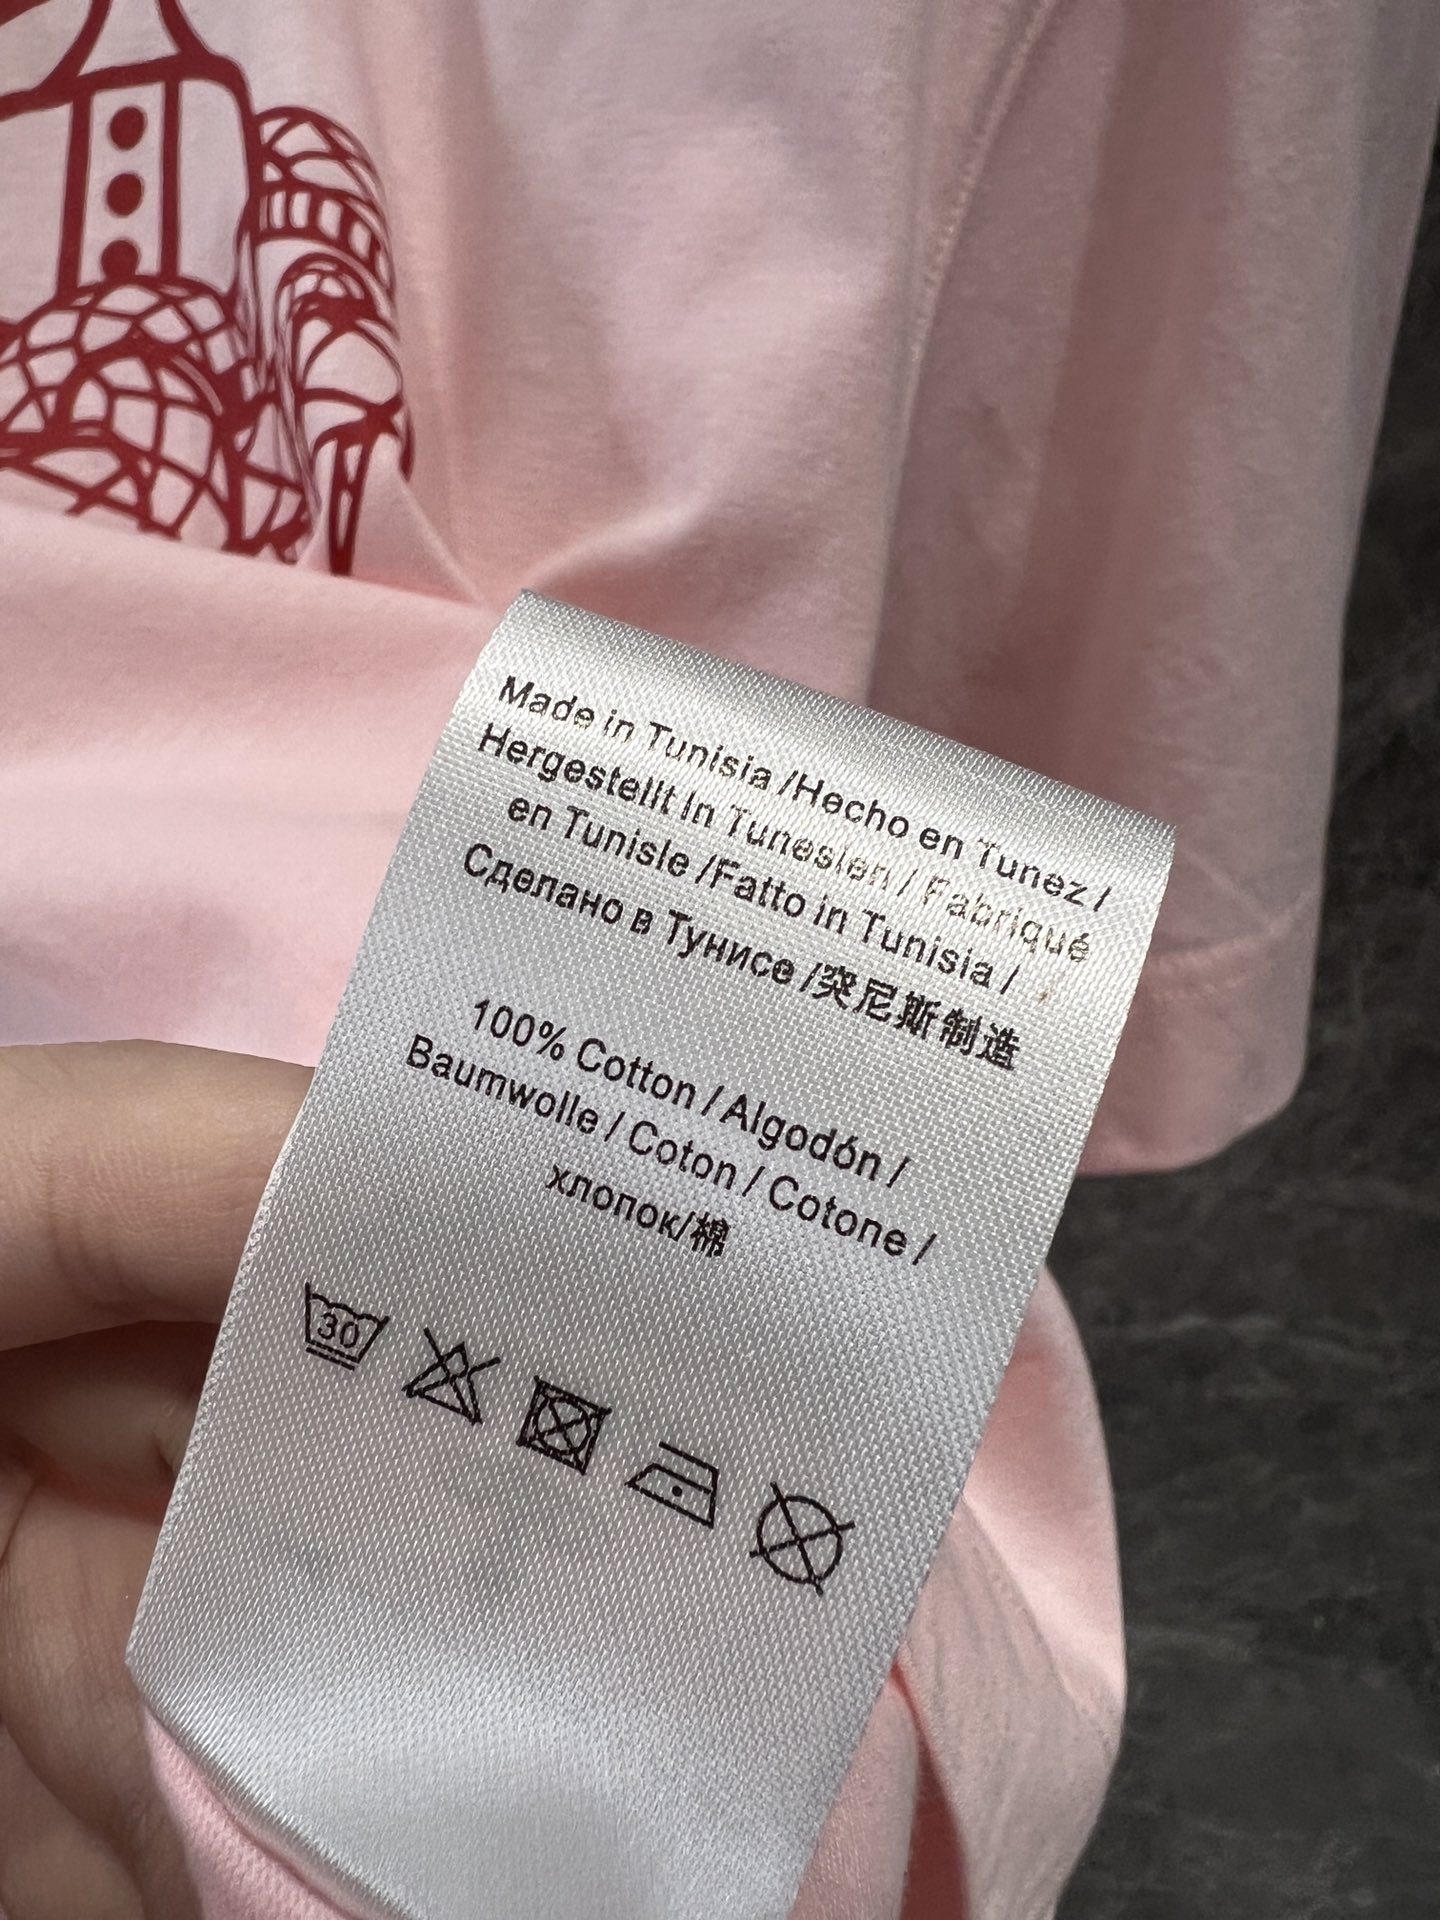 Made in Tunisia /Hecho en Tunez /
Hergestellt in Tunesien / Fabriqué
en Tunisie /Fatto in Tunisia /
Сделано в Тунисе /突尼斯制造
100% Cotton / Algodón /
Baumwolle / Coton / Cotone /
хлопок/棉
30